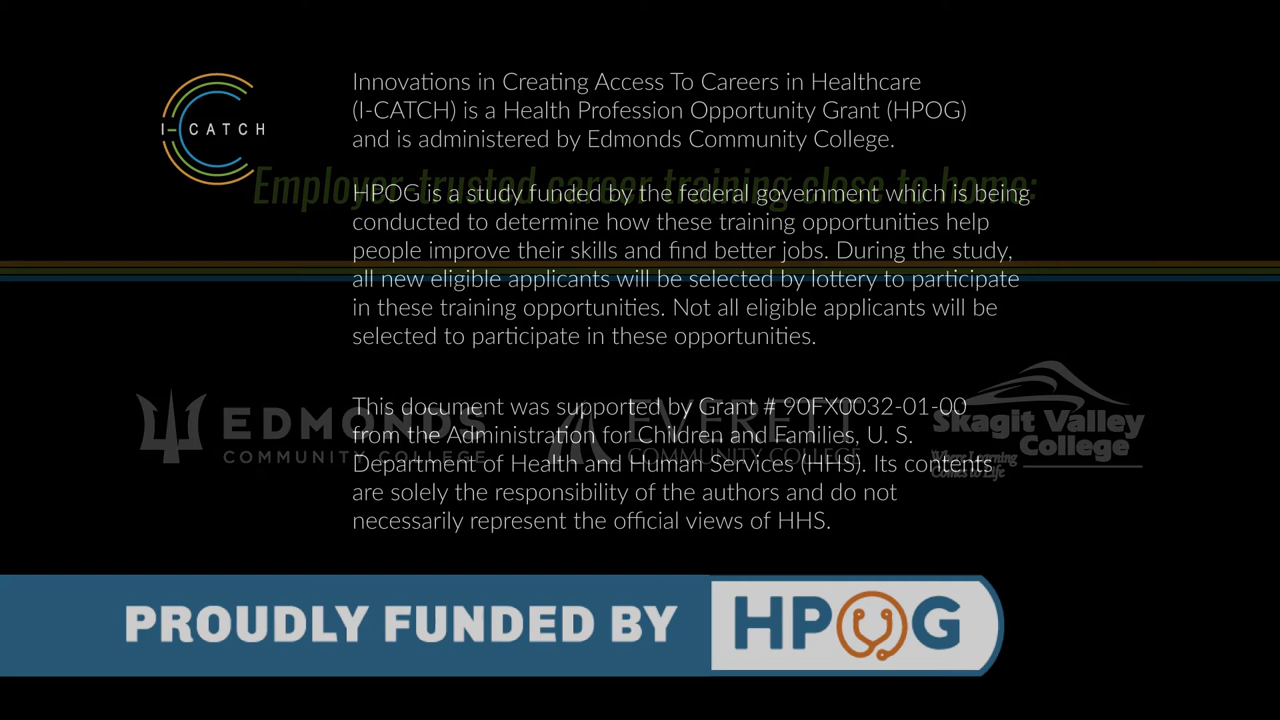 I-CATCH
Innovations in Creating Access To Careers in Healthcare
(I-CATCH) is a Health Profession Opportunity Grant (HPOG)
and is administered by Edmonds Community College.
Employer-trusted career training close to home:
HPOG is a study funded by the federal government which is being
conducted to determine how these training opportunities help
people improve their skills and find better jobs. During the study,
all new eligible applicants will be selected by lottery to participate
in these training opportunities. Not all eligible applicants will be
selected to participate in these opportunities.
EDMONDS
COMMUNITY COLLEGE
EVERETT
COMMUNITY COLLEGE
Skagit Valley
College
Where Learning
Comes to Life
This document was supported by Grant # 90FX0032-01-00
from the Administration for Children and Families, U. S.
Department of Health and Human Services (HHS). Its contents
are solely the responsibility of the authors and do not
necessarily represent the official views of HHS.
PROUDLY FUNDED BY
HPOG